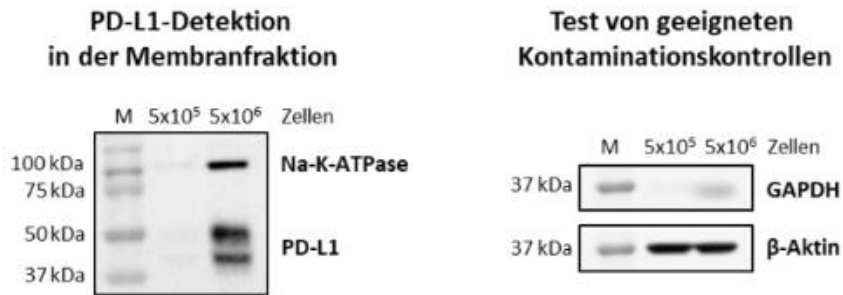 PD-L1-Detektion
in der Membranfraktion
M 5x10⁵ 5x10⁶ Zellen
100 kDa
75 kDa
50 kDa
37 kDa
Na-K-ATPase
PD-L1
Test von geeigneten
Kontaminationskontrollen
M 5x10⁵ 5x10⁶ Zellen
37 kDa GAPDH
37 kDa β-Aktin